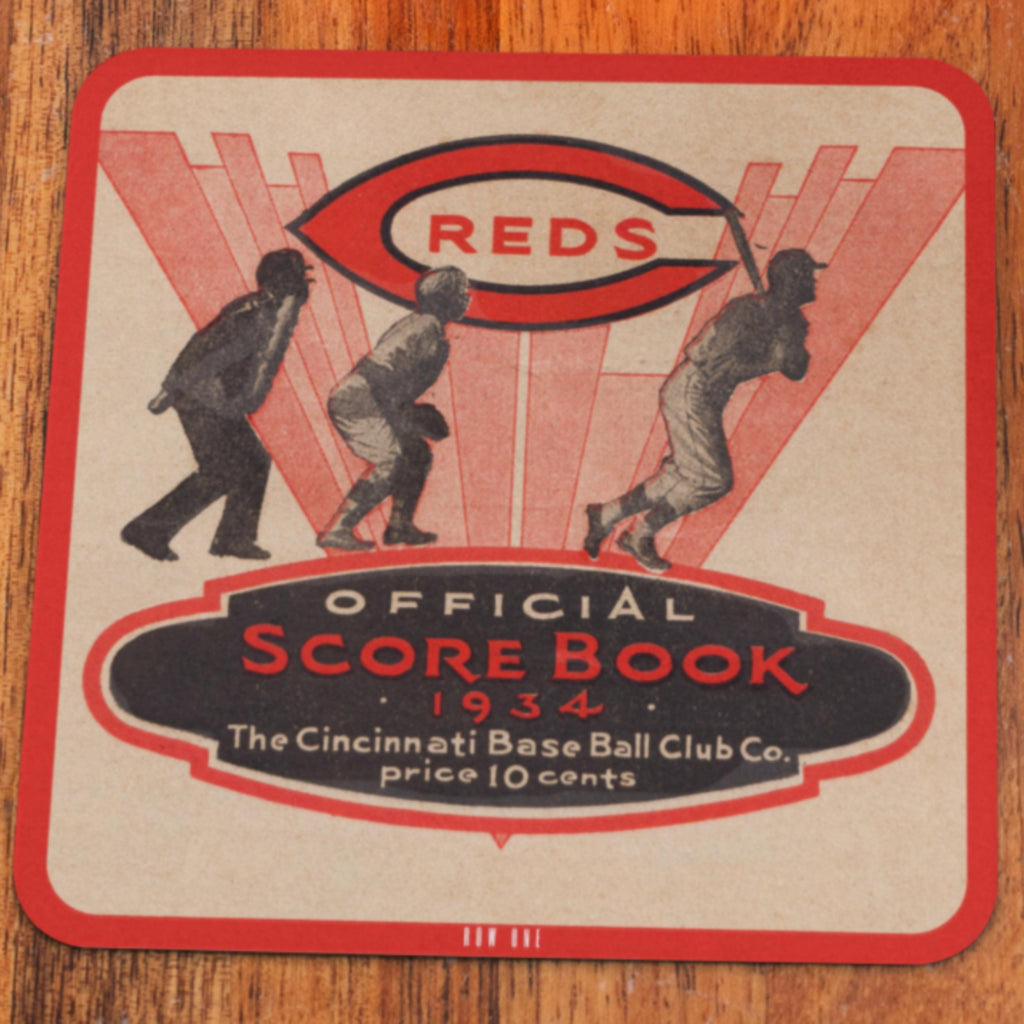 REDS
OFFICIAL
SCORE BOOK
1934
The Cincinnati Base Ball Club Co.
price 10 cents
ROW ONE